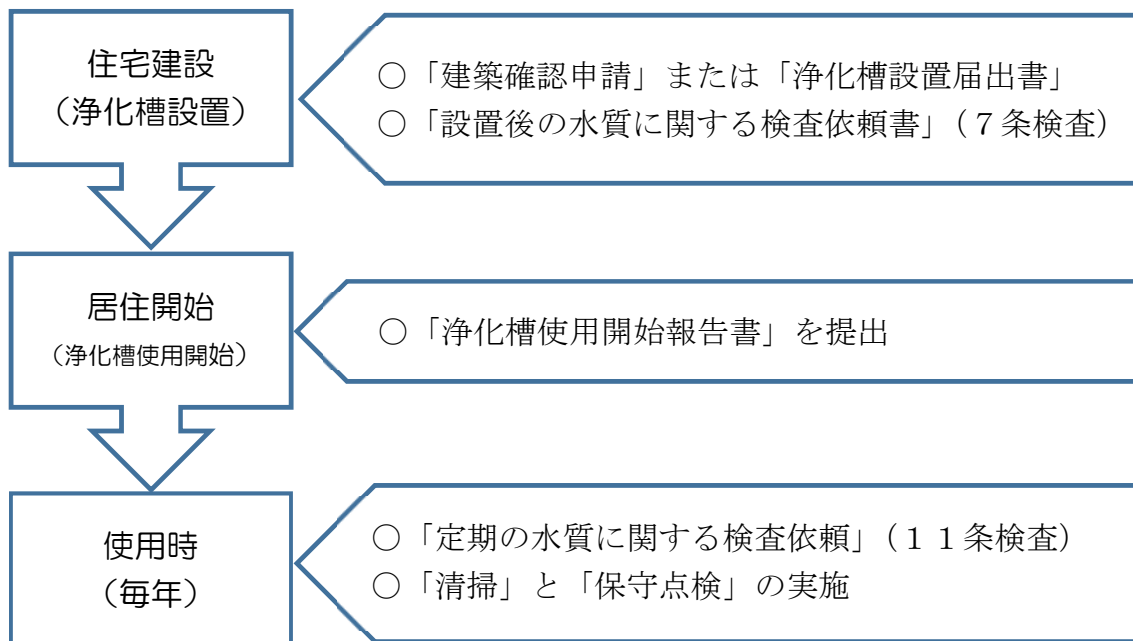 住宅建設
（浄化槽設置）
○「建築確認申請」または「浄化槽設置届出書」
○「設置後の水質に関する検査依頼書」（７条検査）
居住開始
（浄化槽使用開始）
○「浄化槽使用開始報告書」を提出
使用時
（毎年）
○「定期の水質に関する検査依頼」（１１条検査）
○「清掃」と「保守点検」の実施